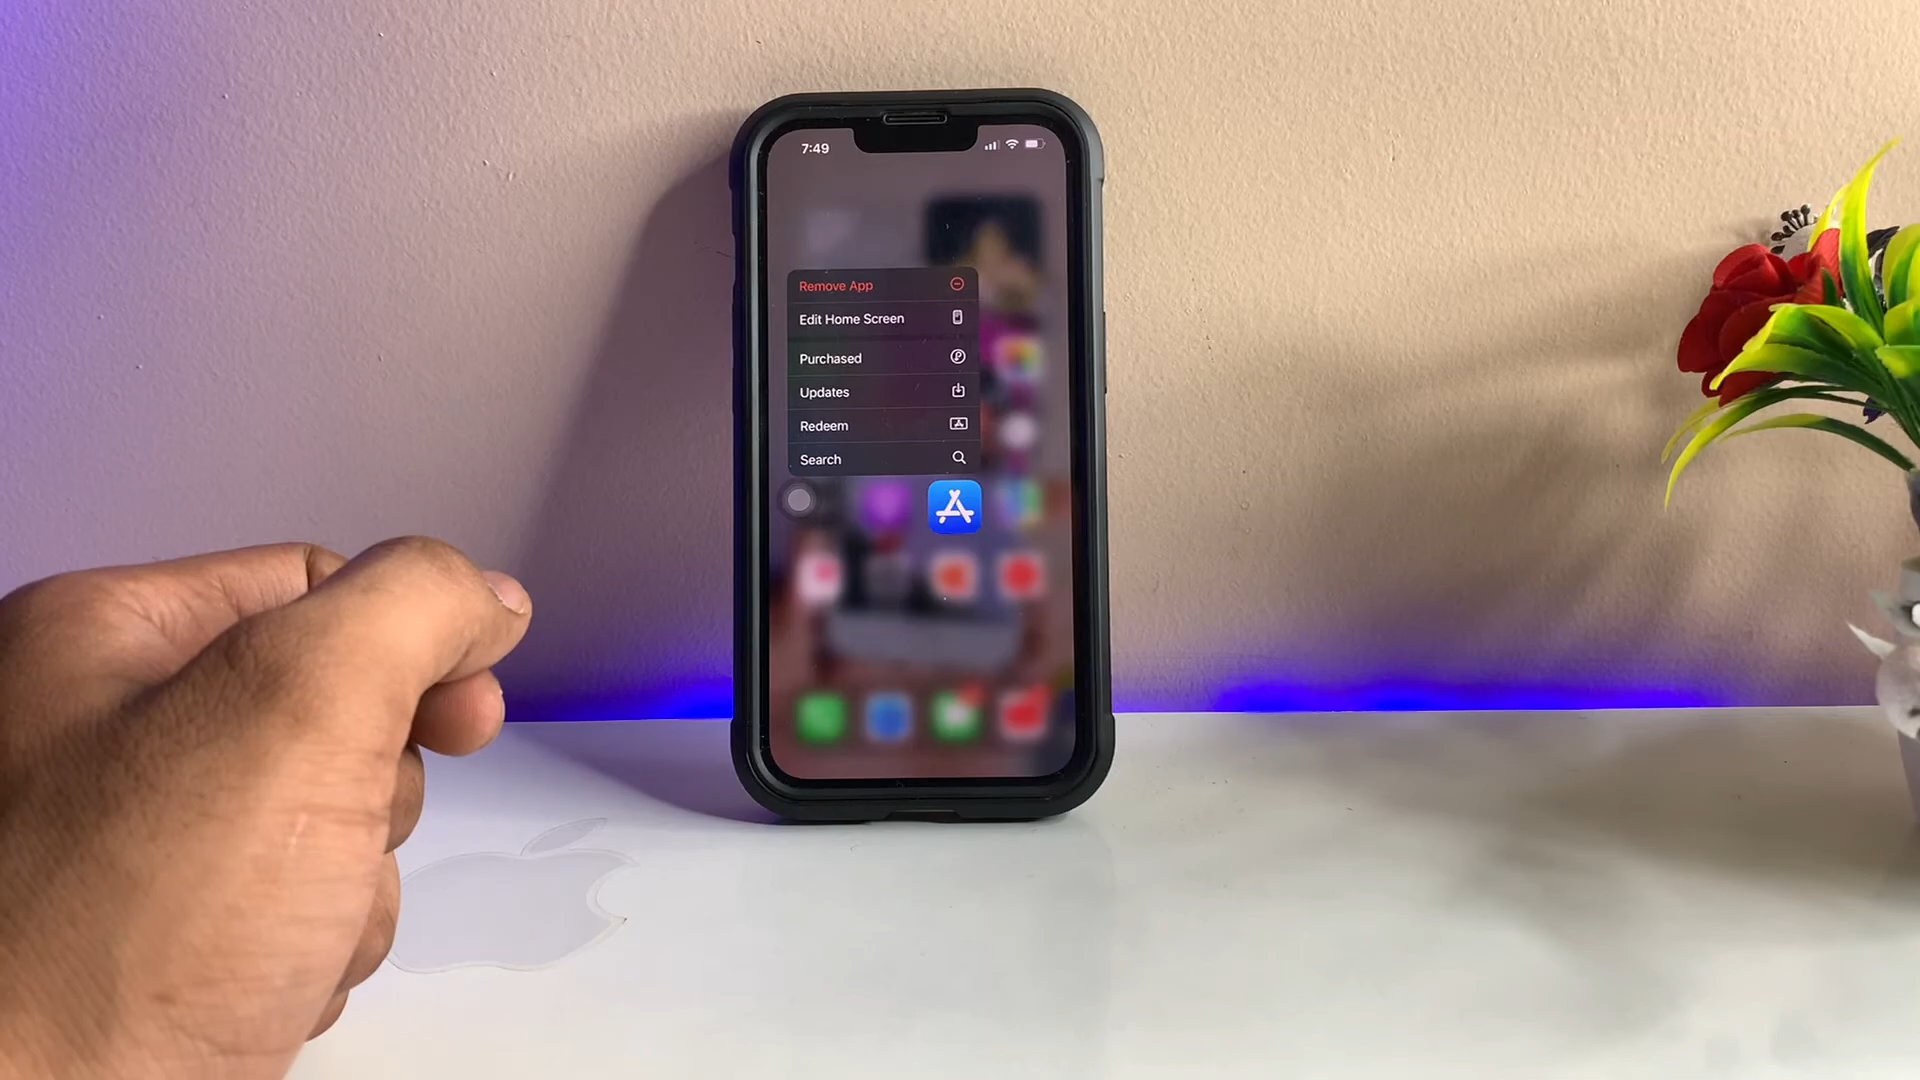 7:49
Remove App
Edit Home Screen
Purchased
Updates
Redeem
Search